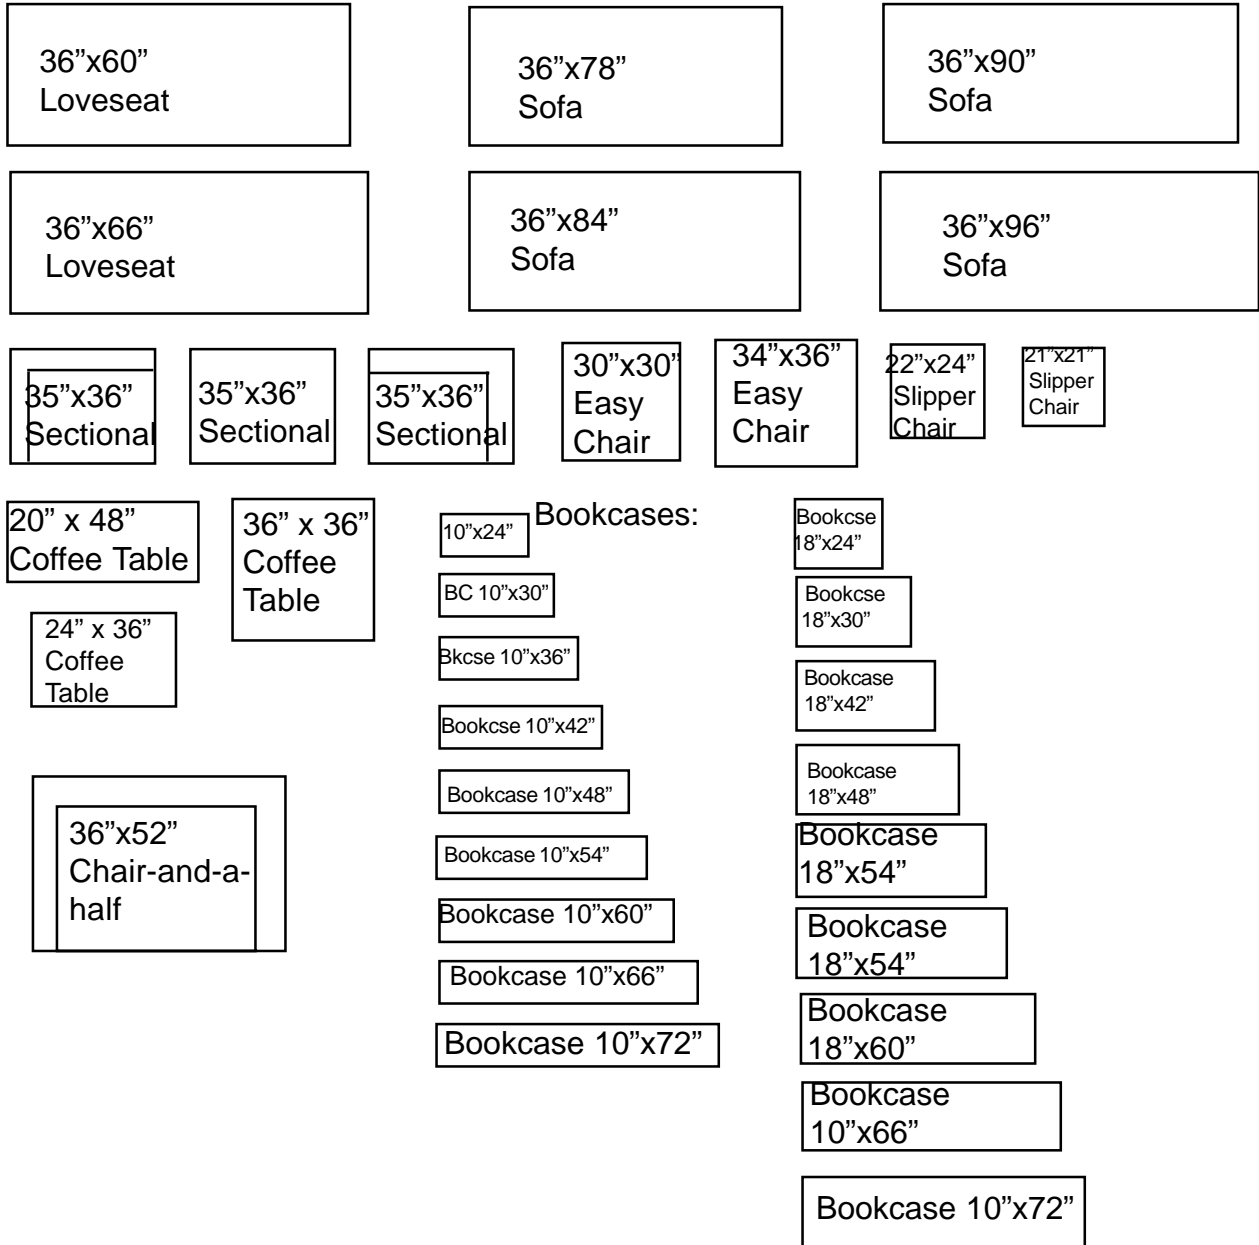 36”x60”
Loveseat
36”x78”
Sofa
36”x90”
Sofa
36”x66”
Loveseat
36”x84”
Sofa
36”x96”
Sofa
35”x36”
Sectional
35”x36”
Sectional
35”x36”
Sectional
30”x30”
Easy
Chair
34”x36”
Easy
Chair
22”x24”
Slipper
Chair
21”x21”
Slipper
Chair
20” x 48”
Coffee Table
36” x 36”
Coffee
Table
24” x 36”
Coffee
Table
36”x52”
Chair-and-a-
half
Bookcases:
10”x24”
BC 10”x30”
Bkcse 10”x36”
Bookcse 10”x42”
Bookcase 10”x48”
Bookcase 10”x54”
Bookcase 10”x60”
Bookcase 10”x66”
Bookcase 10”x72”
Bookcse
18”x24”
Bookcse
18”x30”
Bookcase
18”x42”
Bookcase
18”x48”
Bookcase
18”x54”
Bookcase
18”x54”
Bookcase
18”x60”
Bookcase
10”x66”
Bookcase 10”x72”